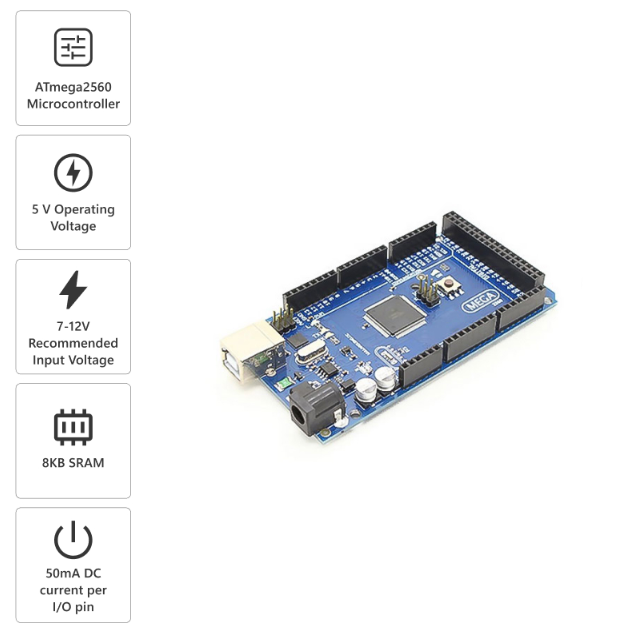 ATmega2560
Microcontroller
5 V Operating
Voltage
7-12V
Recommended
Input Voltage
8KB SRAM
50mA DC
current per
I/O pin
MEGA